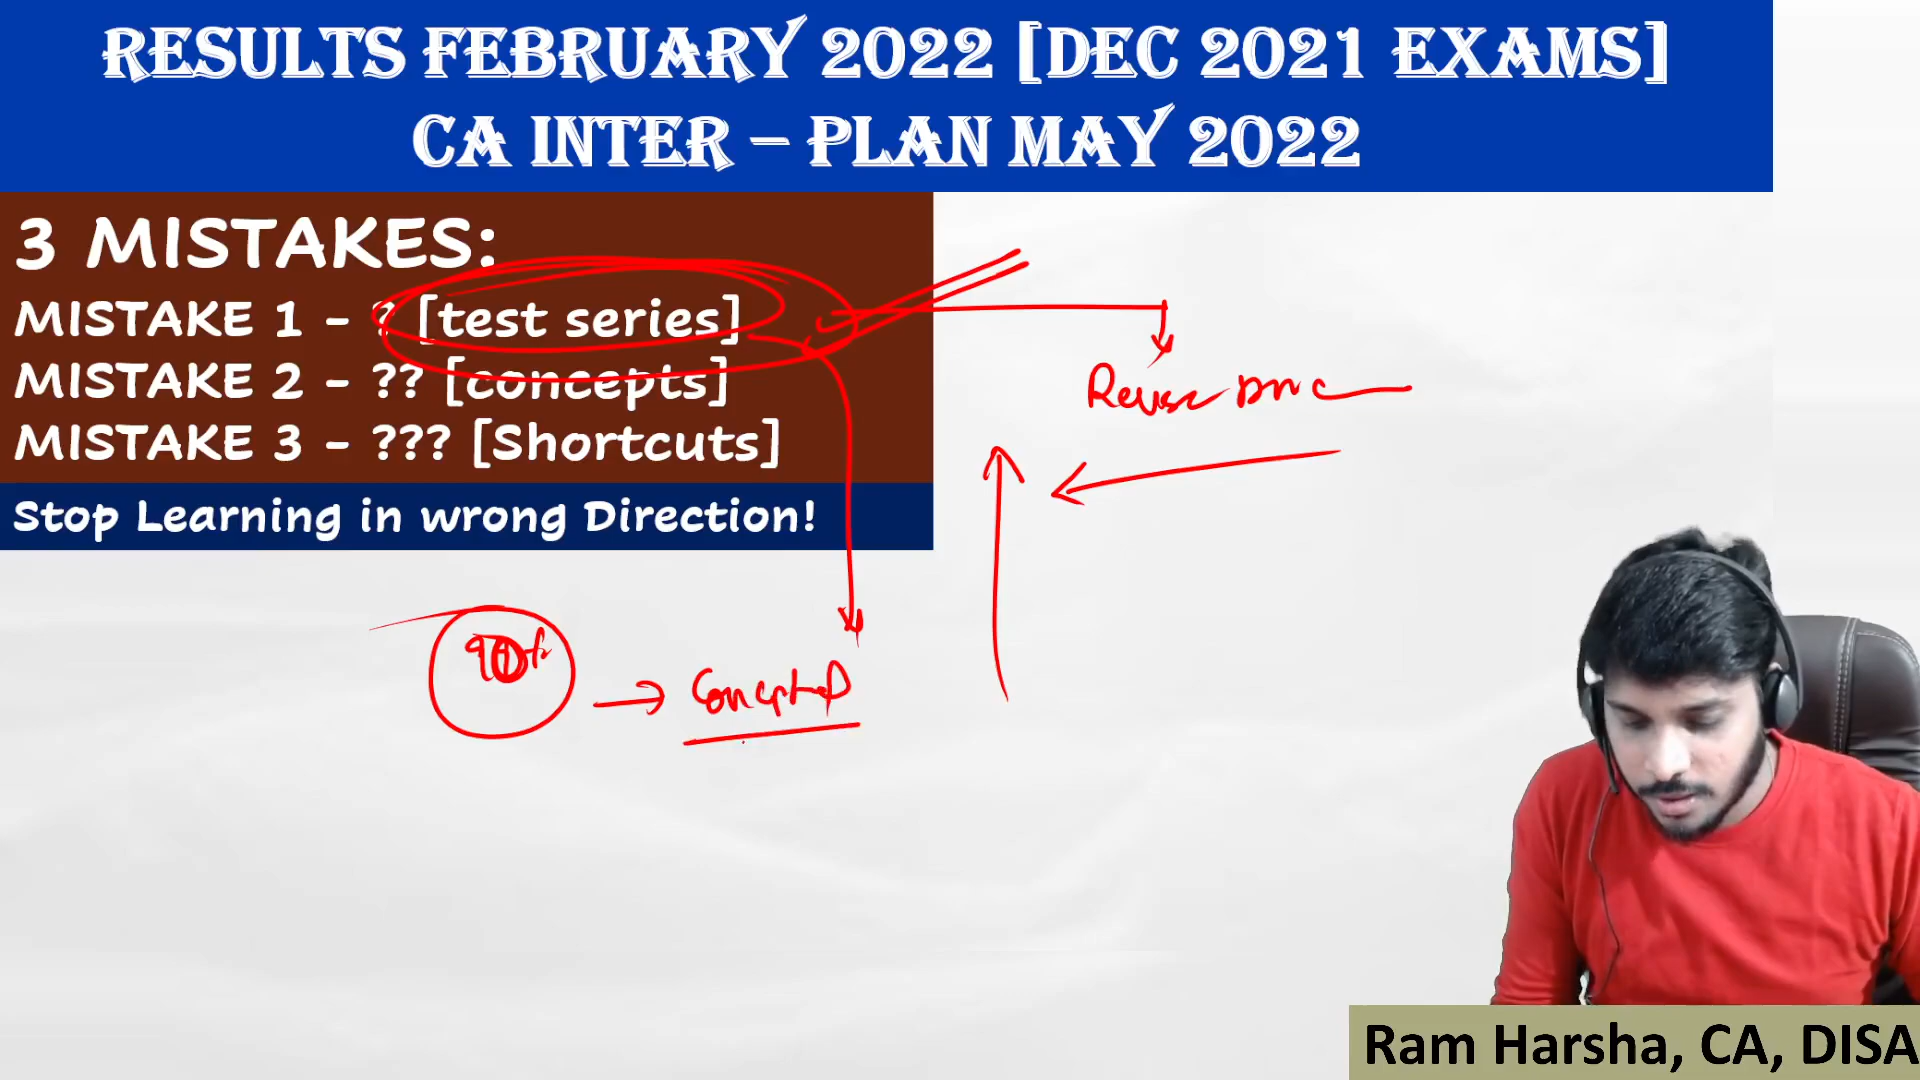 RESULTS FEBRUARY 2022 [DEC 2021 EXAMS]
CA INTER – PLAN MAY 2022
3 MISTAKES:
MISTAKE 1 - ? [test series]
MISTAKE 2 - ?? [concepts]
MISTAKE 3 - ??? [Shortcuts]
Stop Learning in wrong Direction!
Revise
Ram Harsha, CA, DISA